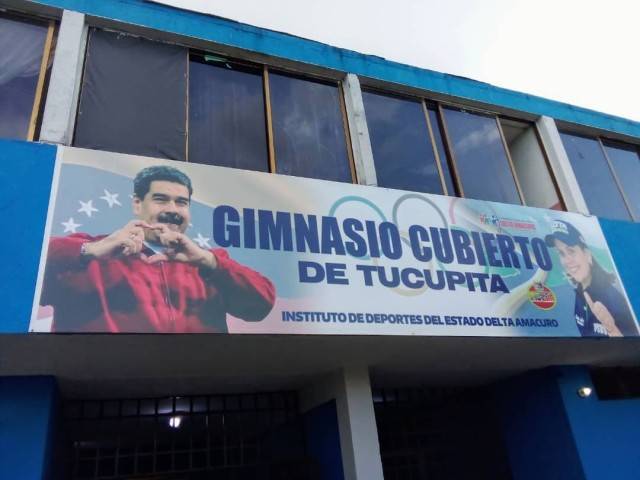 GIMNASIO CUBIERTO
DE TUCUPITA
INSTITUTO DE DEPORTES DEL ESTADO DELTA AMACURO